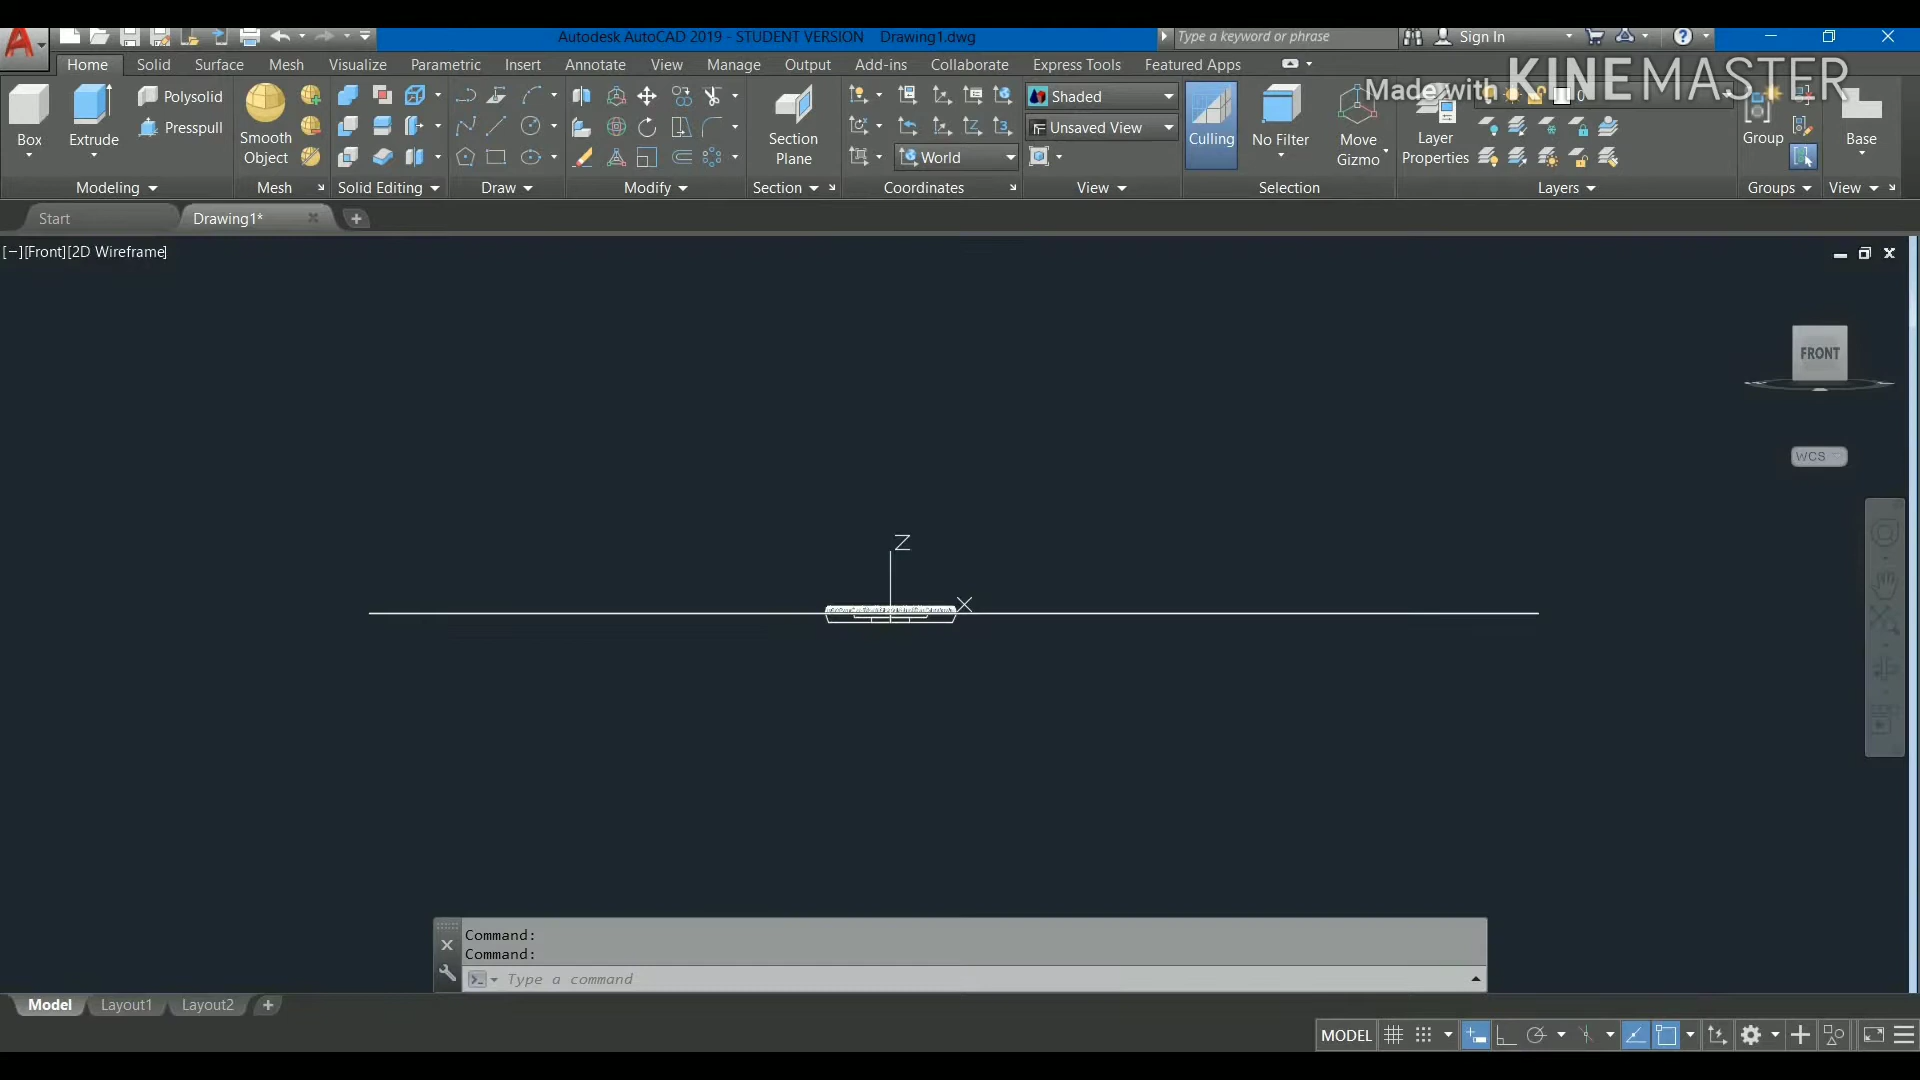 Autodesk AutoCAD 2019 - STUDENT VERSION Drawing1.dwg
Type a keyword or phrase
Sign In
Home Solid Surface Mesh Visualize Parametric Insert Annotate View Manage Output Add-ins Collaborate Express Tools Featured Apps
Made with KINEMASTER
Box
Extrude
Polysolid
Presspull
Smooth Object
Section Plane
World
Shaded
Unsaved View
Culling
No Filter
Move Gizmo
Layer Properties
0
Group
Base
Modeling Mesh Solid Editing Draw Modify Section Coordinates View Selection Layers Groups View
Start Drawing1*
[−][Front][2D Wireframe]
FRONT
WCS
Z
X
Command:
Command:
Type a command
Model Layout1 Layout2
MODEL